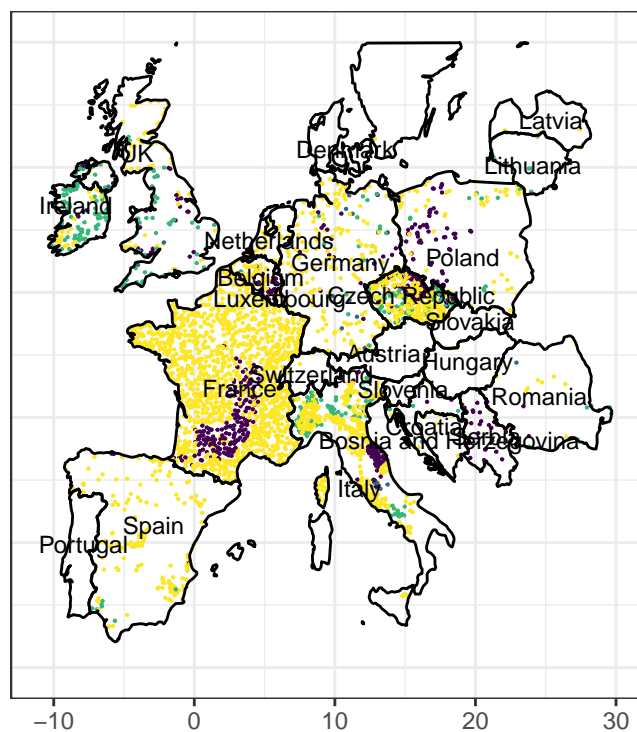 Latvia
UK
Denmark
Lithuania
Ireland
Netherlands
Germany
Poland
Belgium
Luxembourg
Czech Republic
Slovakia
Austria
Hungary
Switzerland
France
Slovenia
Romania
Croatia
Bosnia and Herzegovina
Italy
Spain
Portugal
−10 0 10 20 30